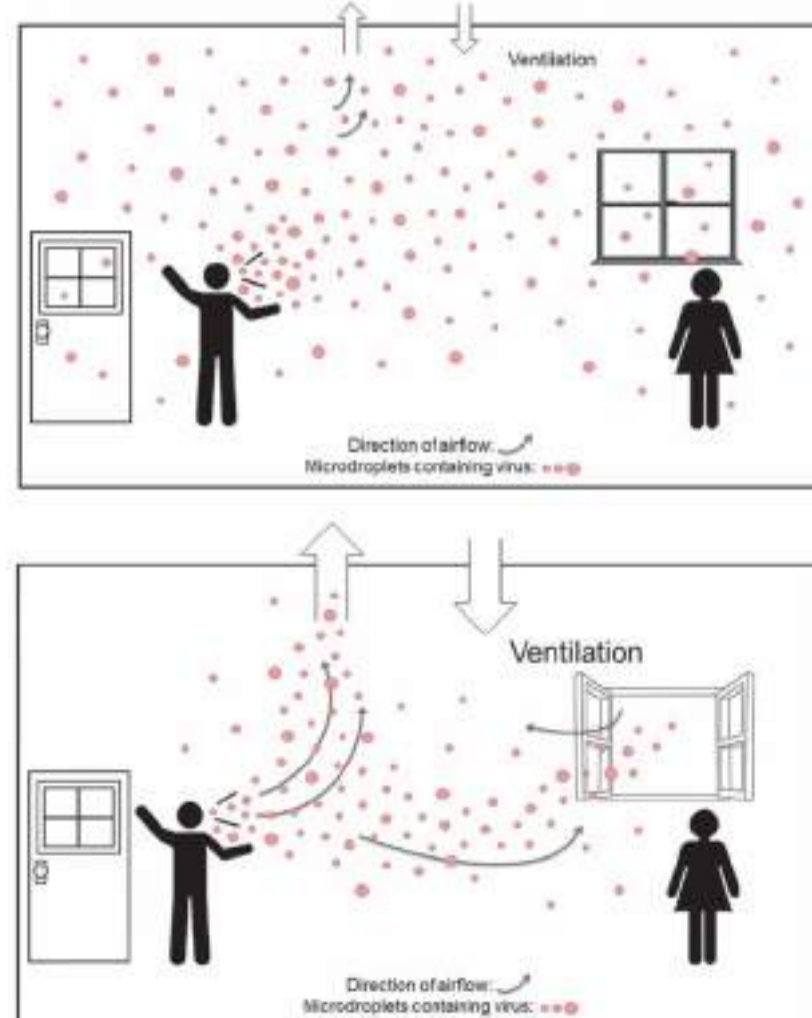 Ventilation
Direction of airflow:
Microdroplets containing virus:
Ventilation
Direction of airflow:
Microdroplets containing virus: